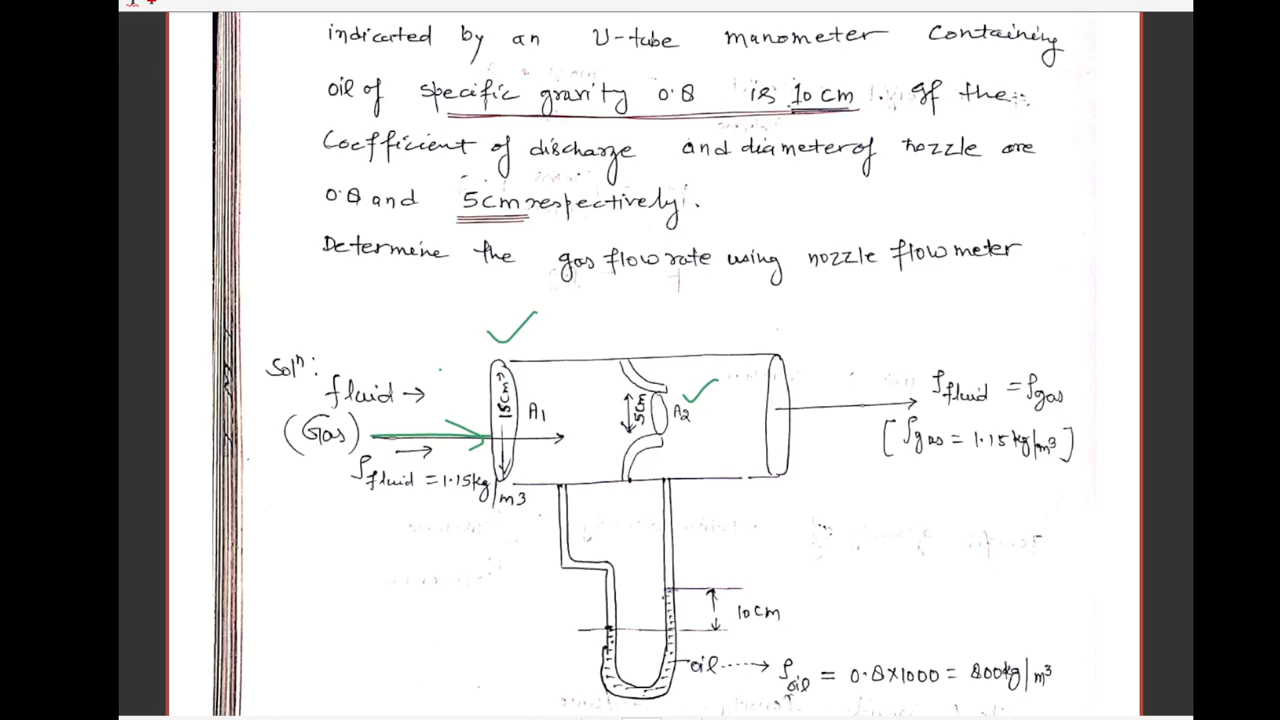 indicated by an U-tube manometer Containing
oil of specific gravity 0.8 is 10 cm. If the
Coefficient of discharge and diameter of nozzle are
0.8 and 5cm respectively.
Determine the gas flow rate using nozzle flow meter
Solⁿ:
fluid →
(Gas)
ρfluid = 1.15kg/m3
15cm
A1
5cm
A2
ρfluid = ρgas
[ρgas = 1.15kg/m³]
10cm
oil → ρoil = 0.8×1000 = 800kg/m³